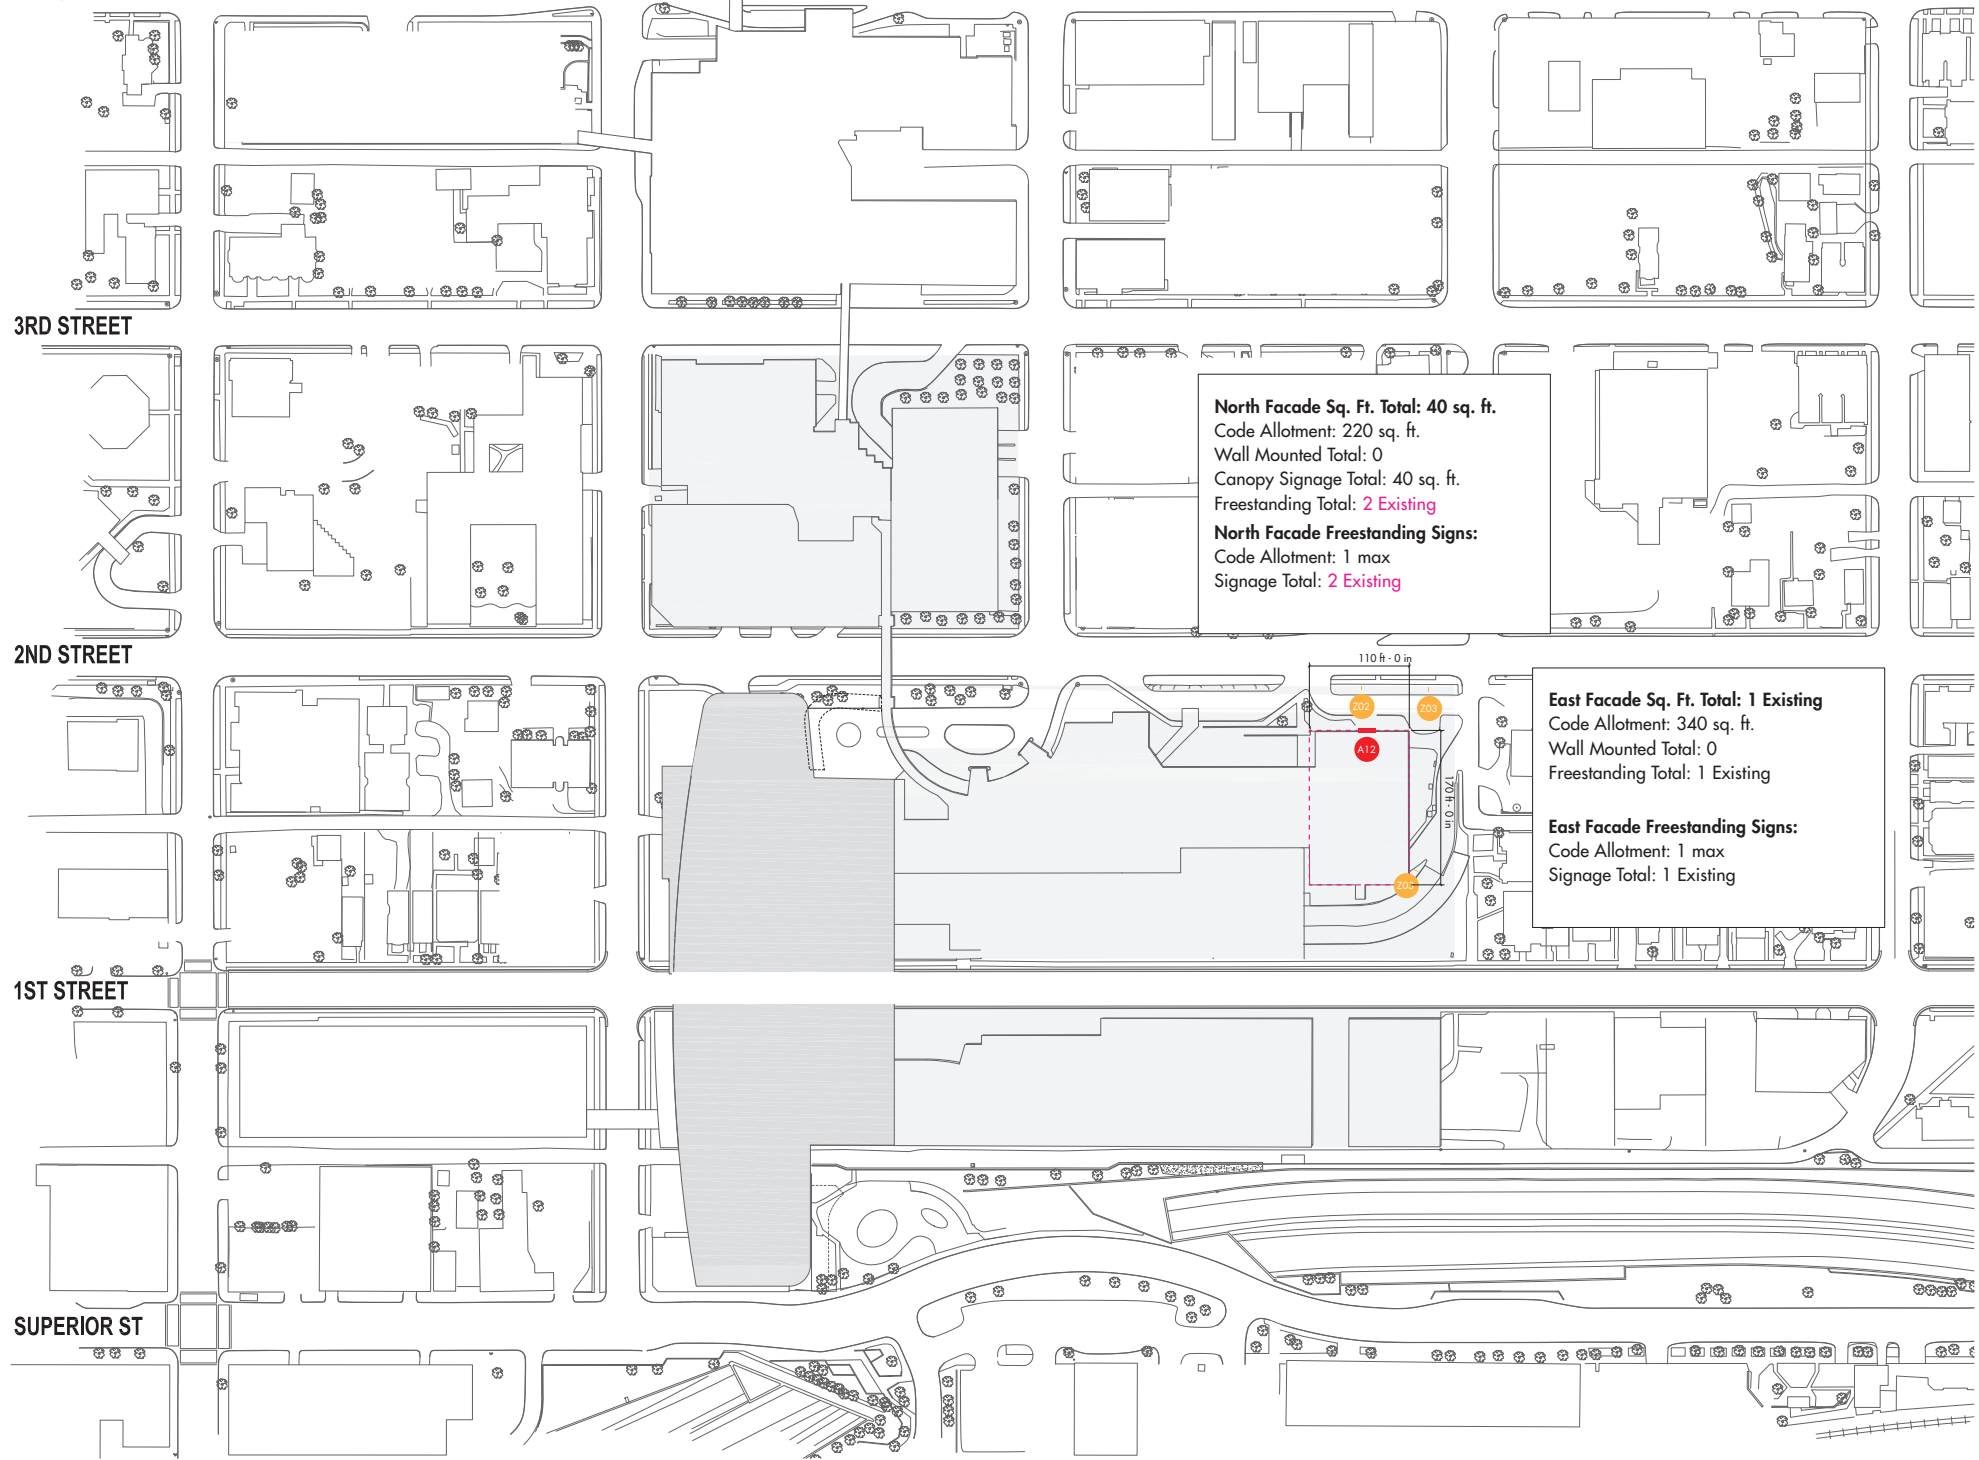 3RD STREET
North Facade Sq. Ft. Total: 40 sq. ft.
Code Allotment: 220 sq. ft.
Wall Mounted Total: 0
Canopy Signage Total: 40 sq. ft.
Freestanding Total: 2 Existing
North Facade Freestanding Signs:
Code Allotment: 1 max
Signage Total: 2 Existing
2ND STREET
110 ft - 0 in
Z02
Z03
A12
170 ft - 0 in
East Facade Sq. Ft. Total: 1 Existing
Code Allotment: 340 sq. ft.
Wall Mounted Total: 0
Freestanding Total: 1 Existing
East Facade Freestanding Signs:
Code Allotment: 1 max
Signage Total: 1 Existing
1ST STREET
SUPERIOR ST